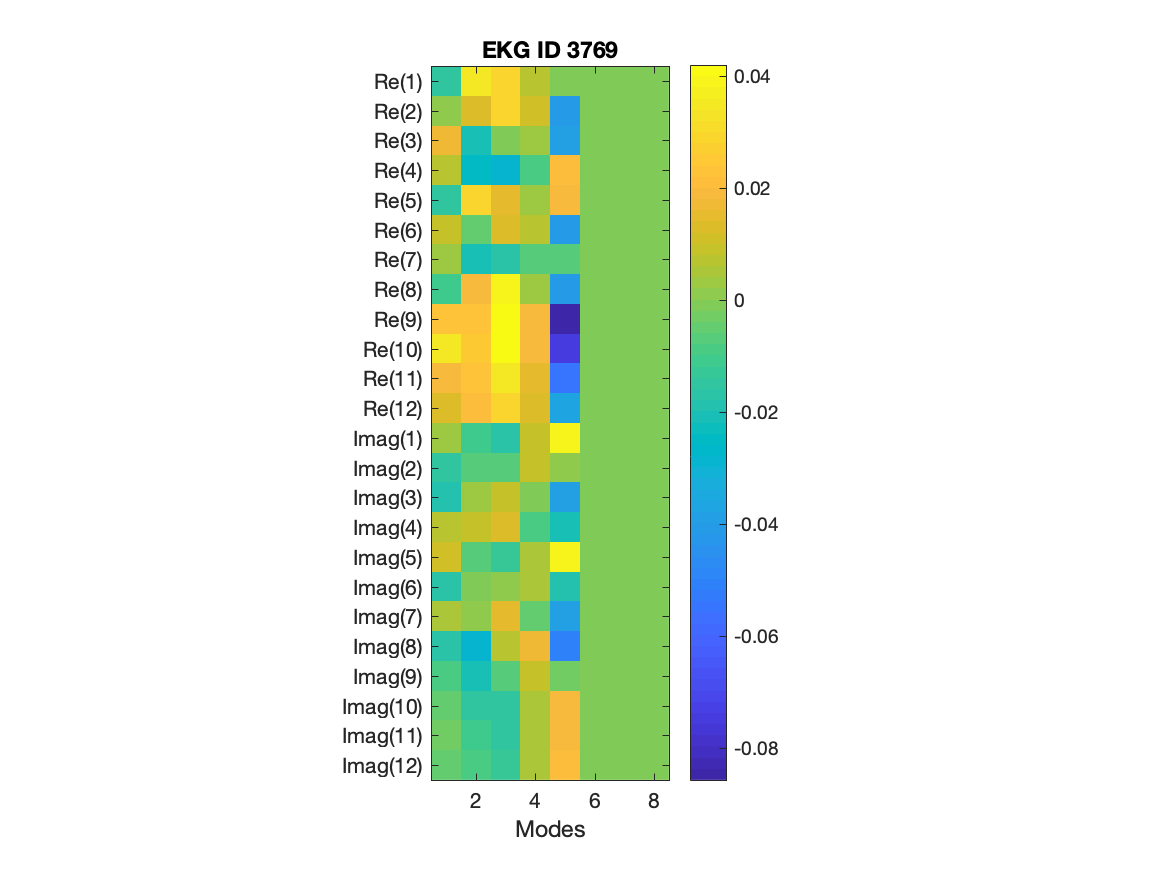 EKG ID 3769
Re(1)
Re(2)
Re(3)
Re(4)
Re(5)
Re(6)
Re(7)
Re(8)
Re(9)
Re(10)
Re(11)
Re(12)
Imag(1)
Imag(2)
Imag(3)
Imag(4)
Imag(5)
Imag(6)
Imag(7)
Imag(8)
Imag(9)
Imag(10)
Imag(11)
Imag(12)
2 4 6 8
Modes
0.04
0.02
0
-0.02
-0.04
-0.06
-0.08